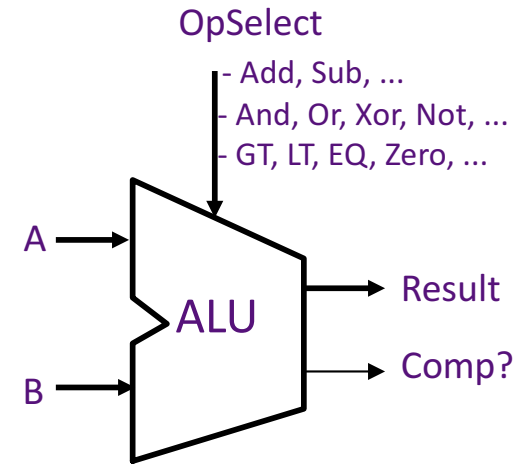 OpSelect
- Add, Sub, ...
- And, Or, Xor, Not, ...
- GT, LT, EQ, Zero, ...
A
ALU
Result
Comp?
B